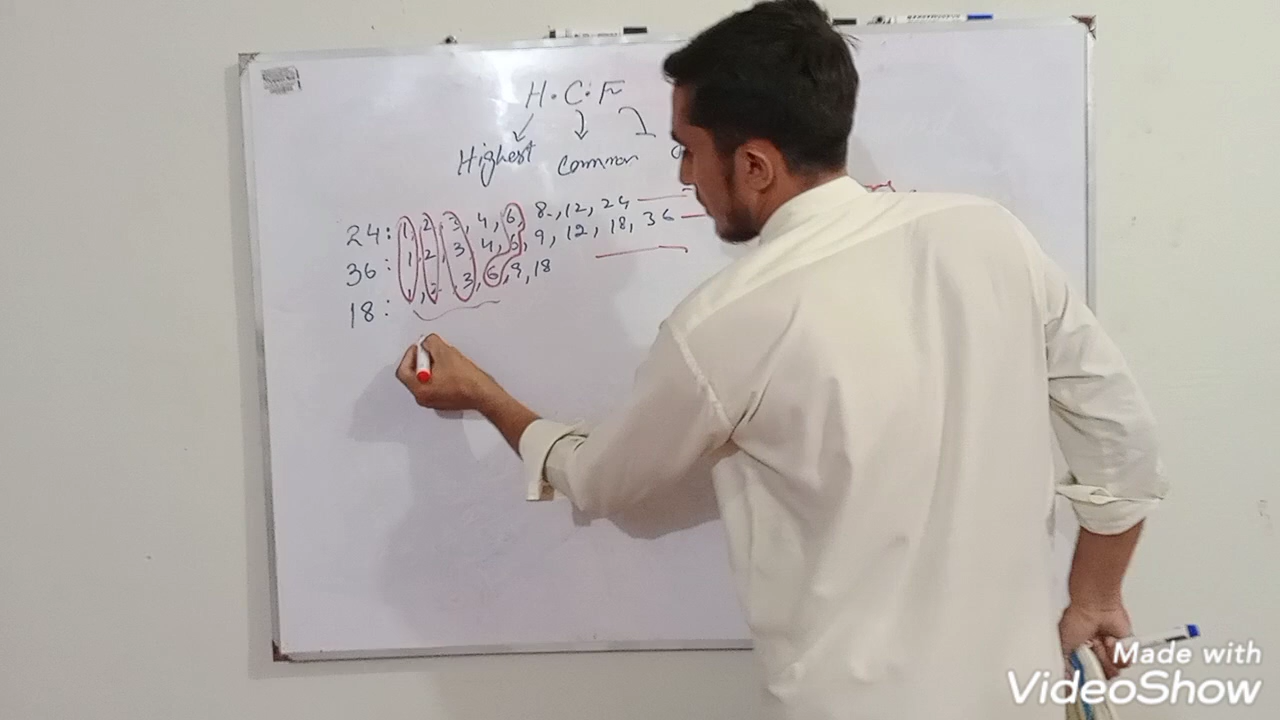 H.C.F
Highest Common
24: 1, 2, 3, 4, 6, 8, 12, 24
36: 1, 2, 3, 4, 6, 9, 12, 18, 36
18: 1, 2, 3, 6, 9, 18
Made with
VideoShow